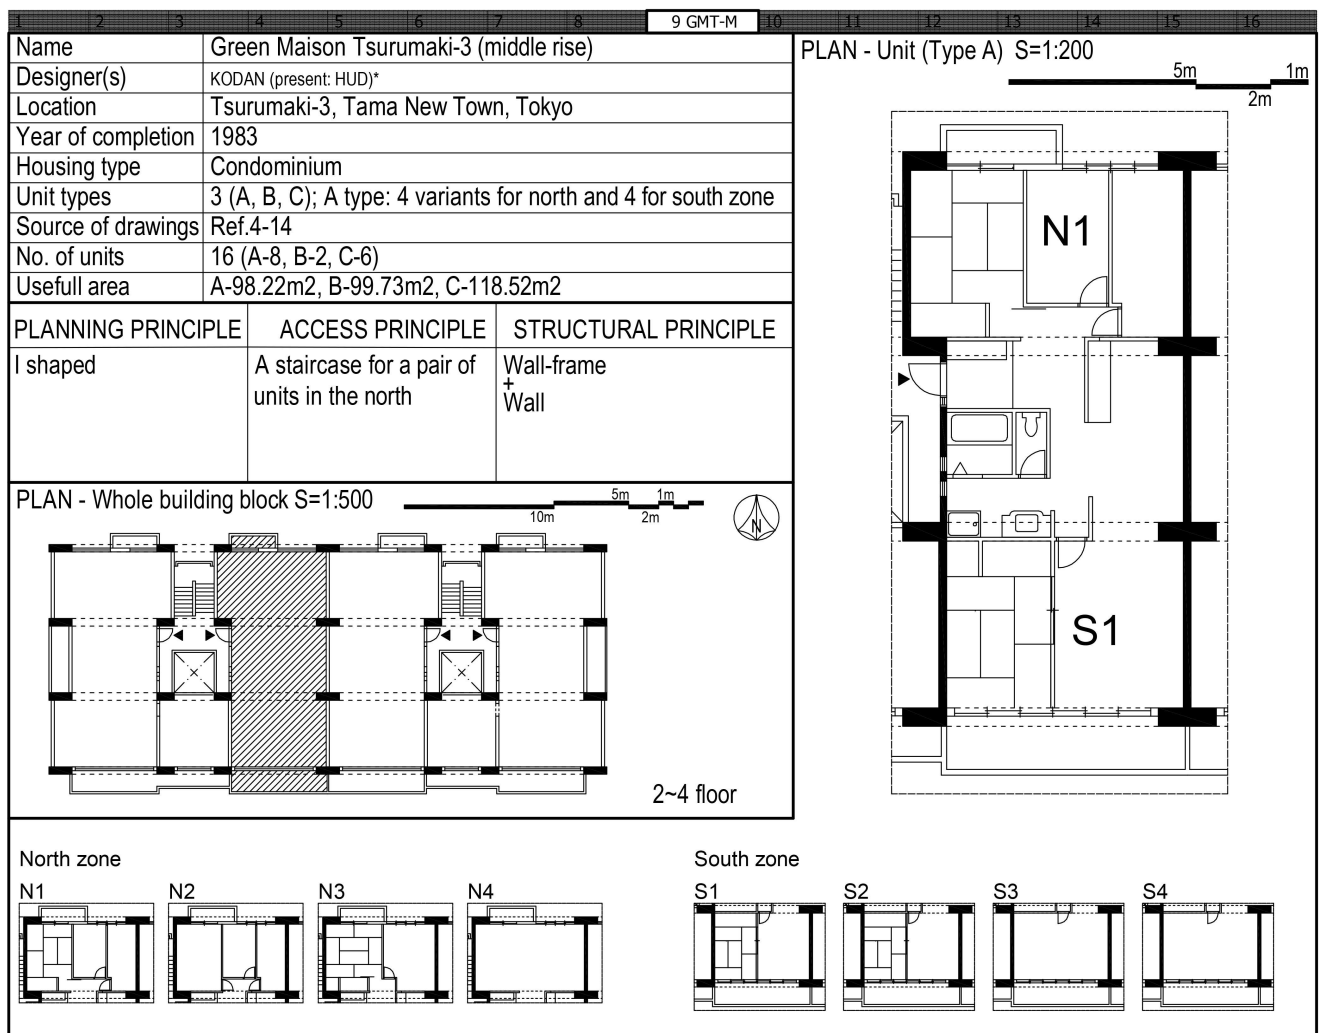 1 2 3 4 5 6 7 8 9 GMT-M 10 11 12 13 14 15 16
Name Green Maison Tsurumaki-3 (middle rise)
Designer(s) KODAN (present: HUD)*
Location Tsurumaki-3, Tama New Town, Tokyo
Year of completion 1983
Housing type Condominium
Unit types 3 (A, B, C); A type: 4 variants for north and 4 for south zone
Source of drawings Ref.4-14
No. of units 16 (A-8, B-2, C-6)
Usefull area A-98.22m2, B-99.73m2, C-118.52m2
PLANNING PRINCIPLE ACCESS PRINCIPLE STRUCTURAL PRINCIPLE
I shaped
A staircase for a pair of
units in the north
Wall-frame
+
Wall
PLAN - Whole building block S=1:500
5m 1m
10m 2m
N
2~4 floor
PLAN - Unit (Type A) S=1:200
5m 1m
2m
N1
S1
North zone
N1 N2 N3 N4
South zone
S1 S2 S3 S4